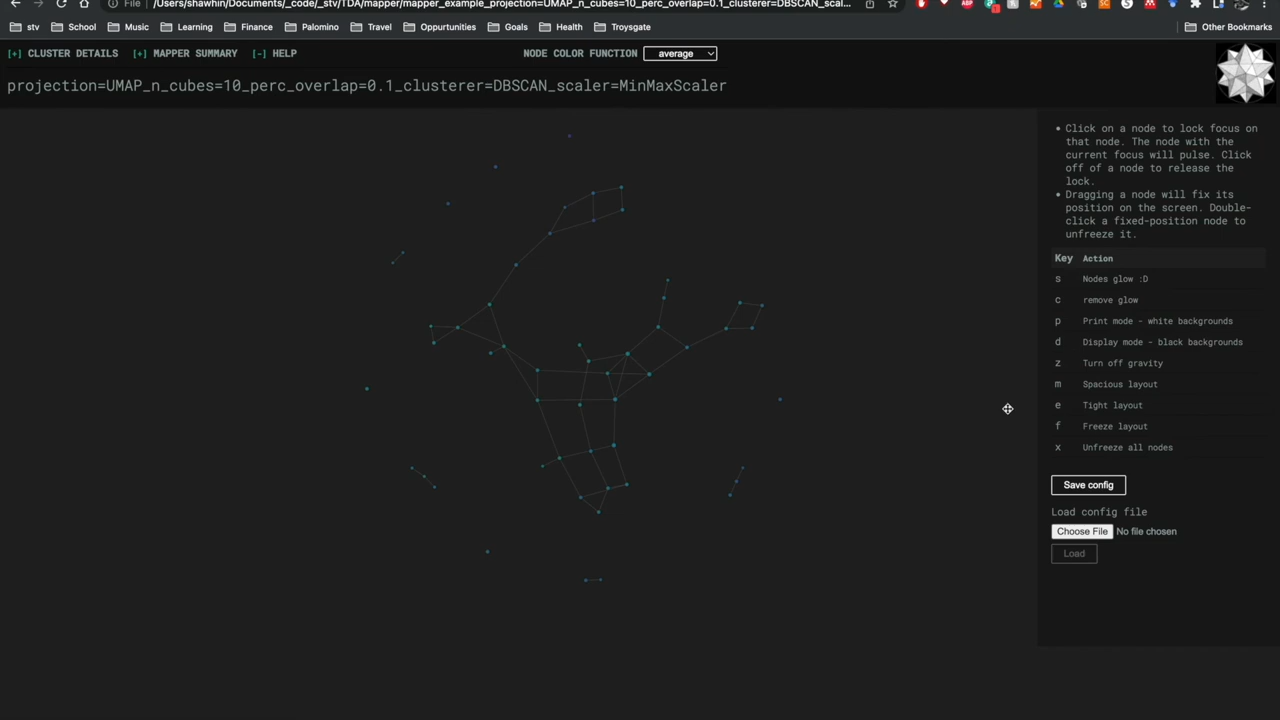 File /Users/shawhin/Documents/_code/_stv/TDA/mapper/mapper_example_projection=UMAP_n_cubes=10_perc_overlap=0.1_clusterer=DBSCAN_scal...
stv School Music Learning Finance Palomino Travel Oppurtunities Goals Health Troysgate Other Bookmarks
[+] CLUSTER DETAILS [+] MAPPER SUMMARY [-] HELP NODE COLOR FUNCTION average
projection=UMAP_n_cubes=10_perc_overlap=0.1_clusterer=DBSCAN_scaler=MinMaxScaler
• Click on a node to lock focus on
that node. The node with the
current focus will pulse. Click
off of a node to release the
lock.
• Dragging a node will fix its
position on the screen. Double-
click a fixed-position node to
unfreeze it.
Key Action
s Nodes glow :D
c remove glow
p Print mode - white backgrounds
d Display mode - black backgrounds
z Turn off gravity
m Spacious layout
e Tight layout
f Freeze layout
x Unfreeze all nodes
Save config
Load config file
Choose File No file chosen
Load